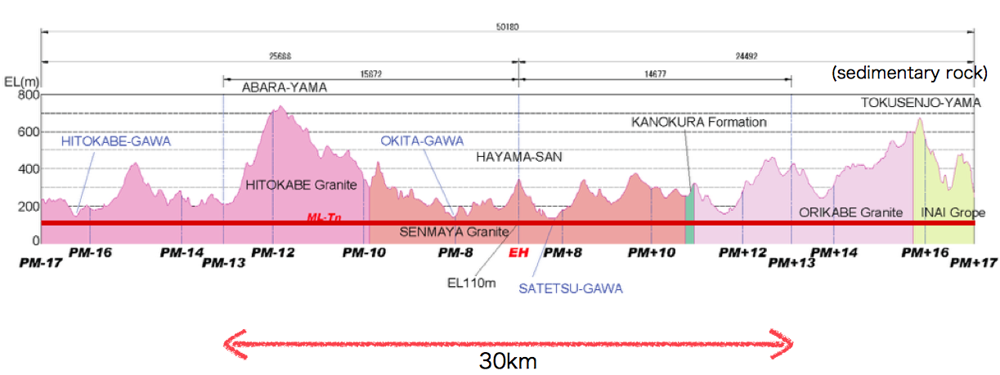 50180
25688
24492
15872
14677
(sedimentary rock)
EL(m)
ABARA-YAMA
800
TOKUSENJO-YAMA
KANOKURA Formation
600
HITOKABE-GAWA
OKITA-GAWA
HAYAMA-SAN
400
HITOKABE Granite
200
ML-Tn
ORIKABE Granite
INAI Grope
SENMAYA Granite
0
PM-17
PM-16
PM-14
PM-13
PM-12
PM-10
PM-8
EH
PM+8
PM+10
PM+12
PM+13
PM+14
PM+16
PM+17
EL110m
SATETSU-GAWA
30km